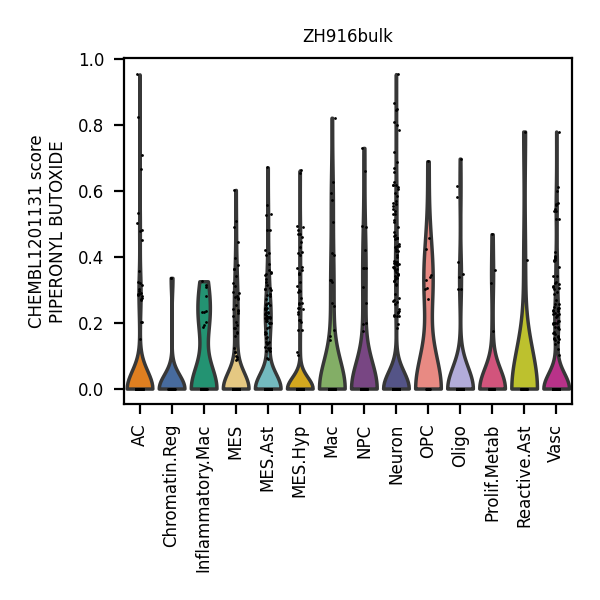 ZH916bulk
CHEMBL1201131 score
PIPERONYL BUTOXIDE
1.0
0.8
0.6
0.4
0.2
0.0
AC
Chromatin.Reg
Inflammatory.Mac
MES
MES.Ast
MES.Hyp
Mac
NPC
Neuron
OPC
Oligo
Prolif.Metab
Reactive.Ast
Vasc